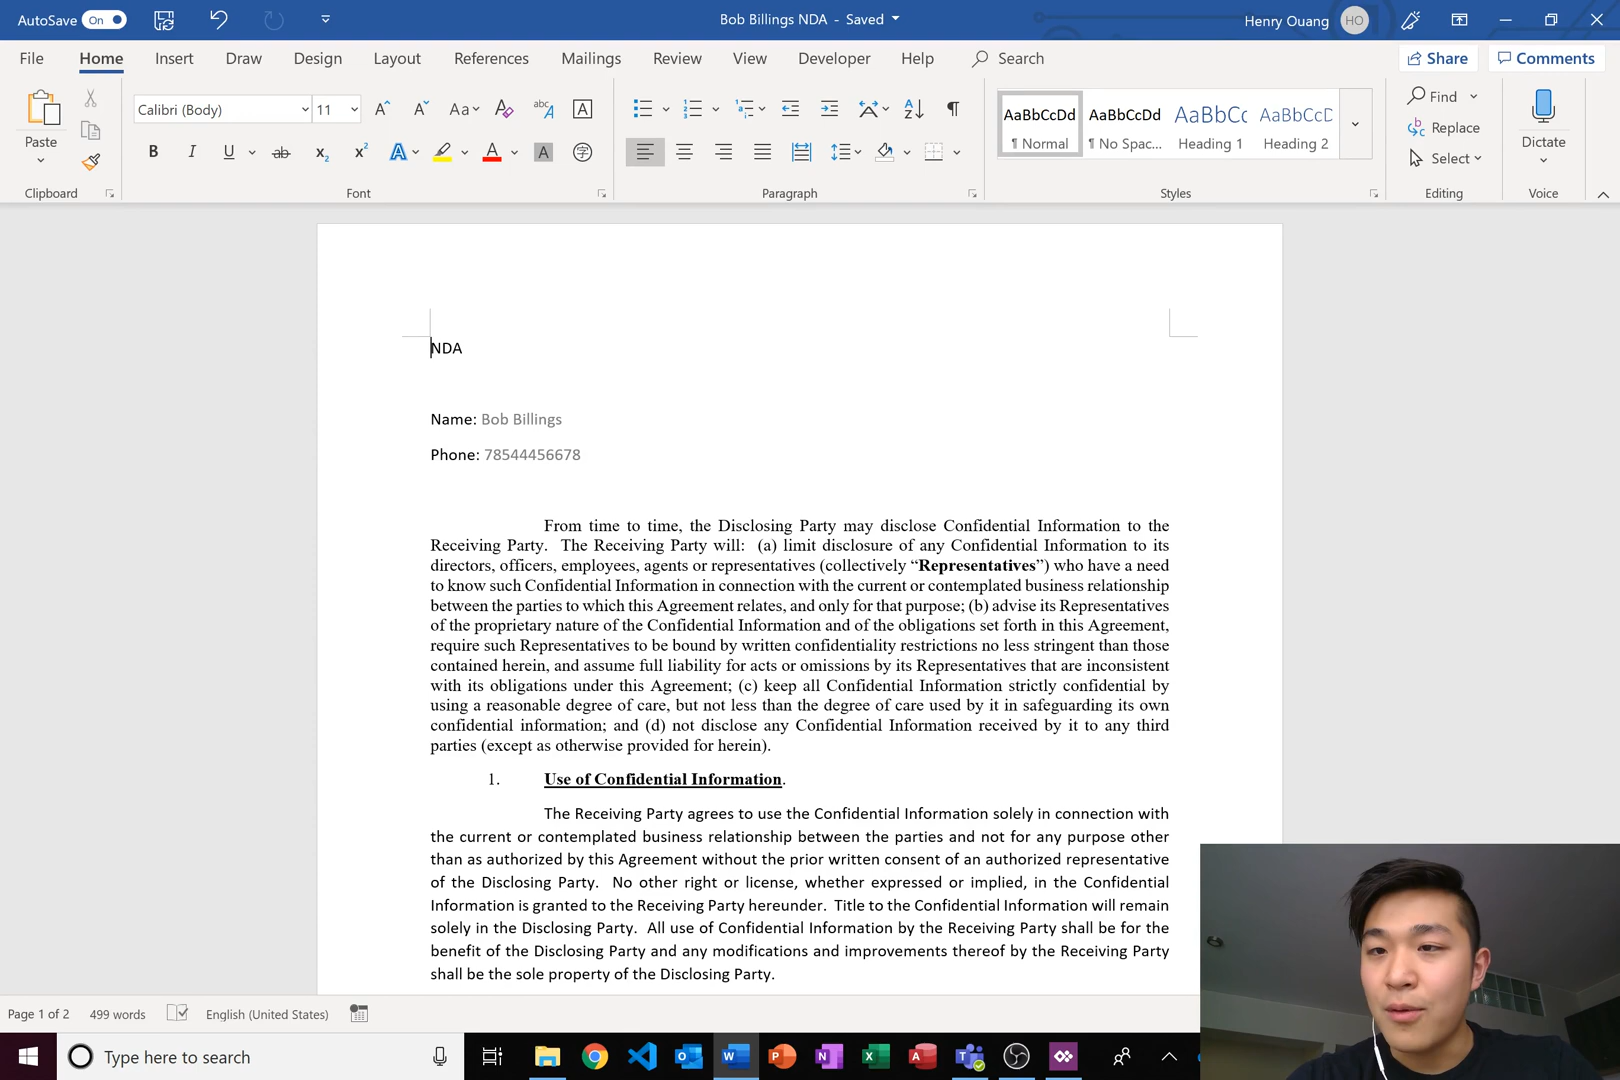 AutoSave On Bob Billings NDA - Saved Henry Ouang HO
File Home Insert Draw Design Layout References Mailings Review View Developer Help Search Share Comments
Paste
Clipboard
Calibri (Body) 11
Font
Paragraph
AaBbCcDd AaBbCcDd AaBbCc AaBbCcD
¶ Normal ¶ No Spac... Heading 1 Heading 2
Styles
Find
Replace
Select
Editing
Dictate
Voice
NDA
Name: Bob Billings
Phone: 78544456678
From time to time, the Disclosing Party may disclose Confidential Information to the
Receiving Party. The Receiving Party will: (a) limit disclosure of any Confidential Information to its
directors, officers, employees, agents or representatives (collectively “Representatives”) who have a need
to know such Confidential Information in connection with the current or contemplated business relationship
between the parties to which this Agreement relates, and only for that purpose; (b) advise its Representatives
of the proprietary nature of the Confidential Information and of the obligations set forth in this Agreement,
require such Representatives to be bound by written confidentiality restrictions no less stringent than those
contained herein, and assume full liability for acts or omissions by its Representatives that are inconsistent
with its obligations under this Agreement; (c) keep all Confidential Information strictly confidential by
using a reasonable degree of care, but not less than the degree of care used by it in safeguarding its own
confidential information; and (d) not disclose any Confidential Information received by it to any third
parties (except as otherwise provided for herein).
1. Use of Confidential Information.
The Receiving Party agrees to use the Confidential Information solely in connection with
the current or contemplated business relationship between the parties and not for any purpose other
than as authorized by this Agreement without the prior written consent of an authorized representative
of the Disclosing Party. No other right or license, whether expressed or implied, in the Confidential
Information is granted to the Receiving Party hereunder. Title to the Confidential Information will remain
solely in the Disclosing Party. All use of Confidential Information by the Receiving Party shall be for the
benefit of the Disclosing Party and any modifications and improvements thereof by the Receiving Party
shall be the sole property of the Disclosing Party.
Page 1 of 2 499 words English (United States)
Type here to search